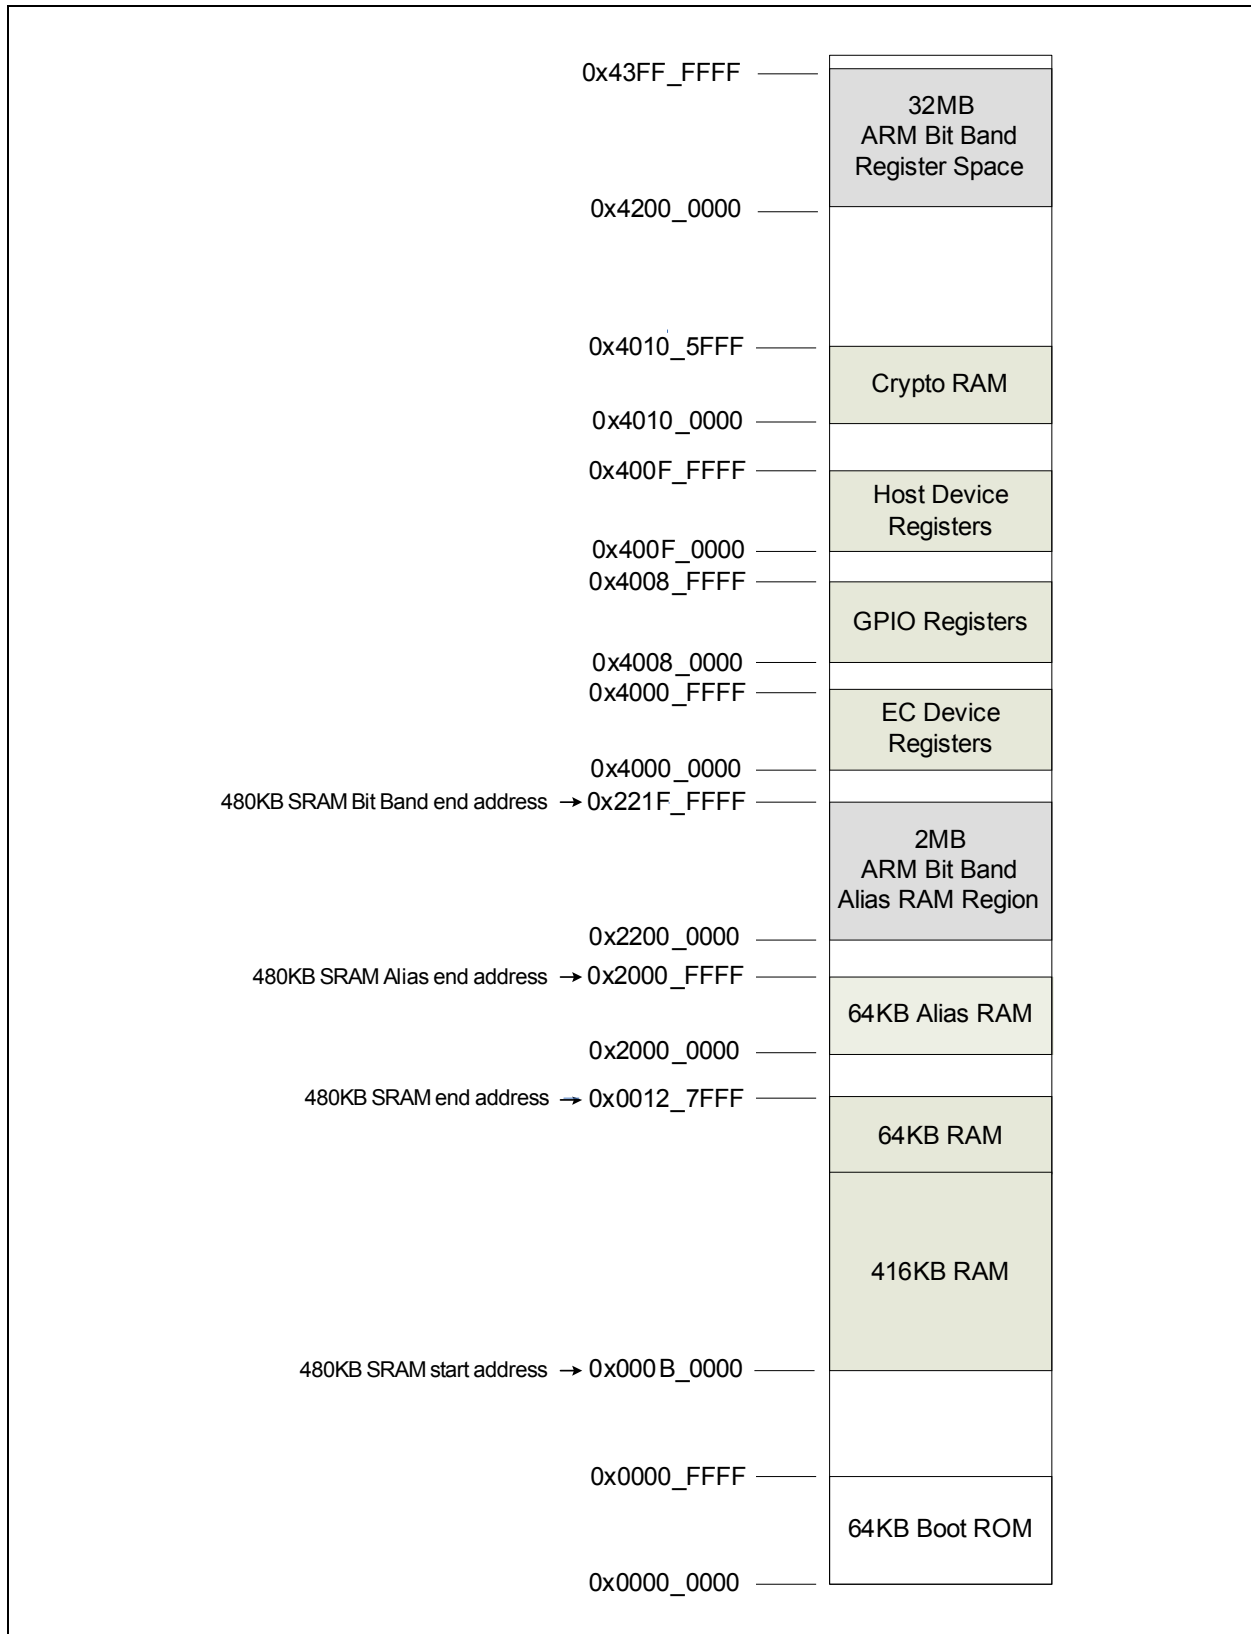 0x43FF_FFFF
32MB
ARM Bit Band
Register Space
0x4200_0000
0x4010_5FFF
Crypto RAM
0x4010_0000
0x400F_FFFF
Host Device
Registers
0x400F_0000
0x4008_FFFF
GPIO Registers
0x4008_0000
0x4000_FFFF
EC Device
Registers
0x4000_0000
480KB SRAM Bit Band end address → 0x221F_FFFF
2MB
ARM Bit Band
Alias RAM Region
0x2200_0000
480KB SRAM Alias end address → 0x2000_FFFF
64KB Alias RAM
0x2000_0000
480KB SRAM end address → 0x0012_7FFF
64KB RAM
416KB RAM
480KB SRAM start address → 0x000B_0000
0x0000_FFFF
64KB Boot ROM
0x0000_0000